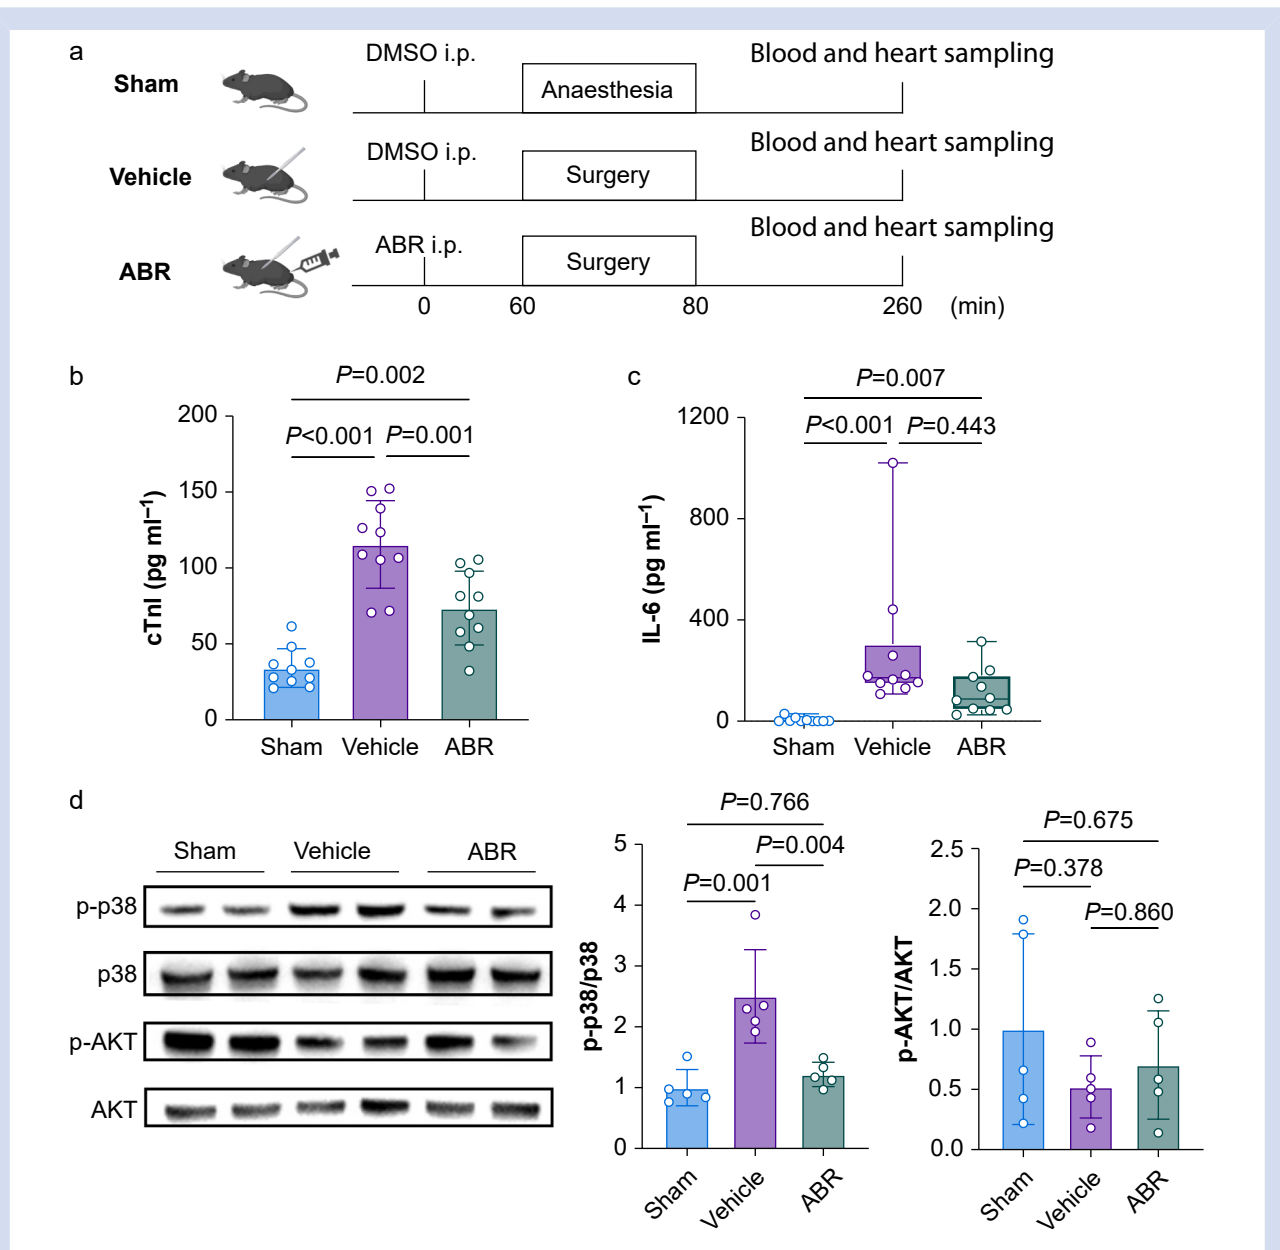 a
Sham
DMSO i.p.
Anaesthesia
Blood and heart sampling
Vehicle
DMSO i.p.
Surgery
Blood and heart sampling
ABR
ABR i.p.
Surgery
Blood and heart sampling
0 60 80 260 (min)
b
P=0.002
P<0.001 P=0.001
cTnI (pg ml⁻¹)
200
150
100
50
0
Sham Vehicle ABR
c
P=0.007
P<0.001 P=0.443
IL-6 (pg ml⁻¹)
1200
800
400
0
Sham Vehicle ABR
d
Sham Vehicle ABR
p-p38
p38
p-AKT
AKT
P=0.766
P=0.004
P=0.001
p-p38/p38
5
4
3
2
1
0
Sham Vehicle ABR
P=0.675
P=0.378
P=0.860
p-AKT/AKT
2.5
2.0
1.5
1.0
0.5
0.0
Sham Vehicle ABR